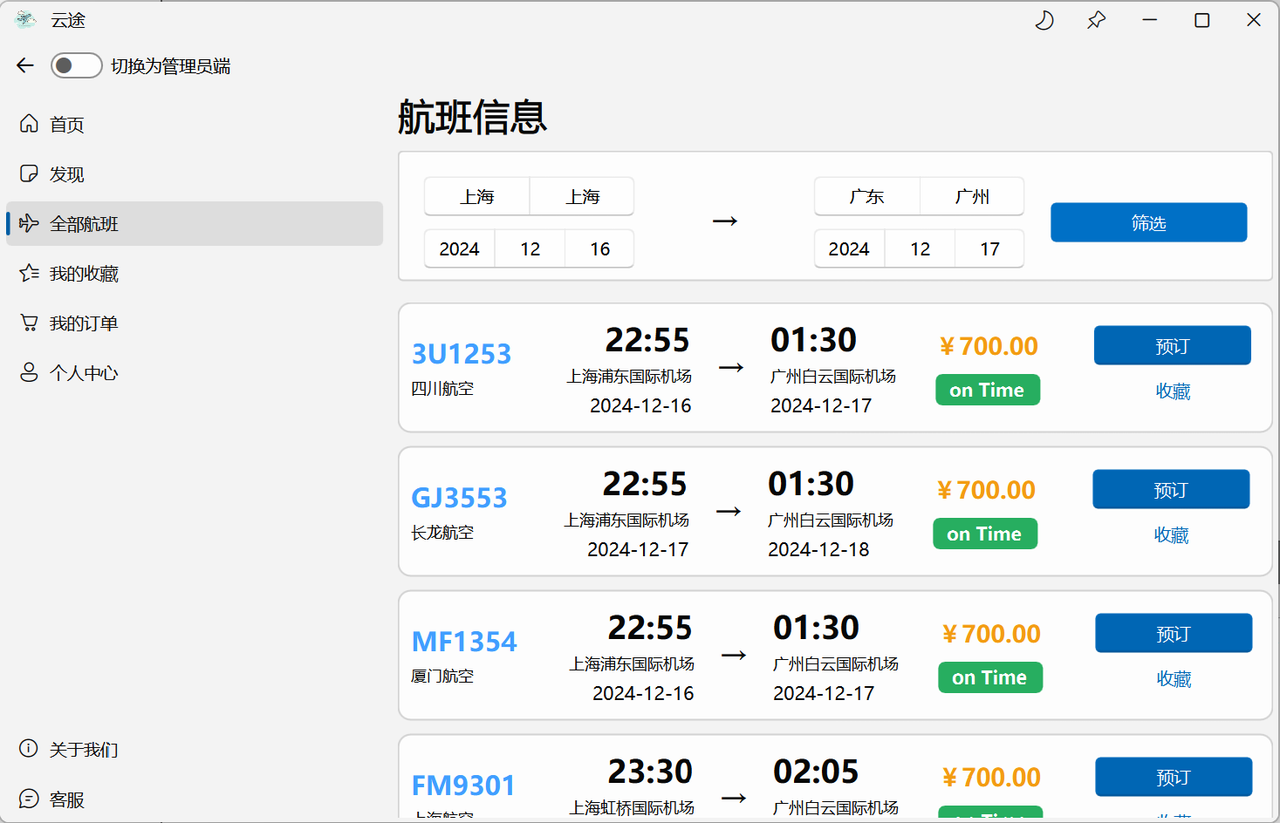 云途
切换为管理员端
首页
发现
全部航班
我的收藏
我的订单
个人中心
关于我们
客服
航班信息
上海 上海
2024 12 16
→
广东 广州
2024 12 17
筛选
3U1253
四川航空
22:55
上海浦东国际机场
2024-12-16
→
01:30
广州白云国际机场
2024-12-17
¥700.00
on Time
预订
收藏
GJ3553
长龙航空
22:55
上海浦东国际机场
2024-12-17
→
01:30
广州白云国际机场
2024-12-18
¥700.00
on Time
预订
收藏
MF1354
厦门航空
22:55
上海浦东国际机场
2024-12-16
→
01:30
广州白云国际机场
2024-12-17
¥700.00
on Time
预订
收藏
FM9301
上海航空
23:30
上海虹桥国际机场
→
02:05
广州白云国际机场
¥700.00
on Time
预订
收藏